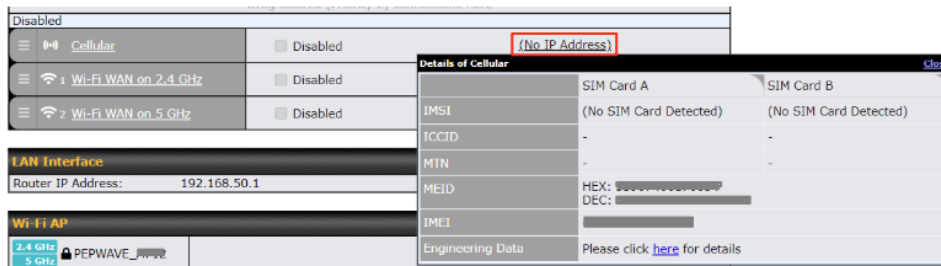 Disabled
Cellular
Disabled
(No IP Address)
1 Wi-Fi WAN on 2.4 GHz
Disabled
2 Wi-Fi WAN on 5 GHz
Disabled
Details of Cellular
Clos
SIM Card A
SIM Card B
IMSI
(No SIM Card Detected)
(No SIM Card Detected)
ICCID
-
-
MTN
-
-
MEID
HEX:
DEC:
IMEI
Engineering Data
Please click here for details
LAN Interface
Router IP Address: 192.168.50.1
Wi-Fi AP
2.4 GHz
5 GHz
PEPWAVE_